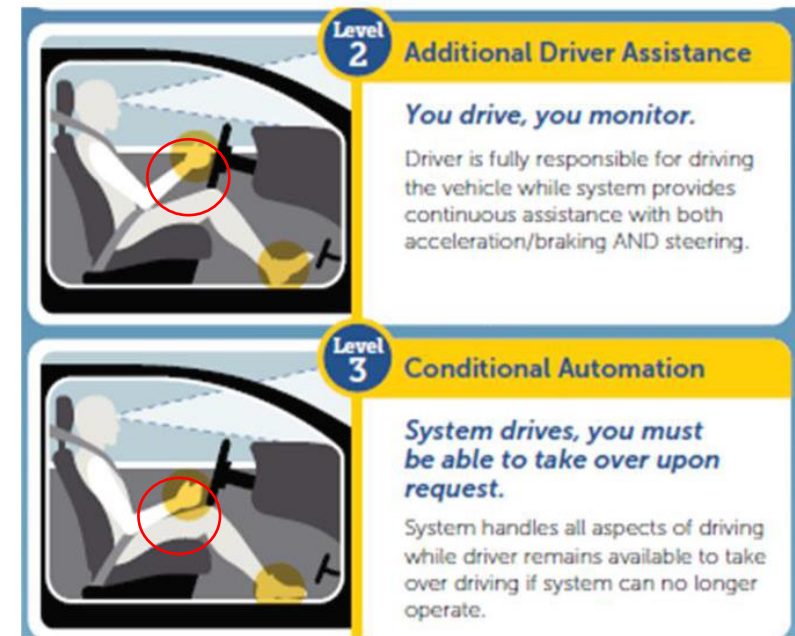 Level
2
Additional Driver Assistance
You drive, you monitor.
Driver is fully responsible for driving
the vehicle while system provides
continuous assistance with both
acceleration/braking AND steering.
Level
3
Conditional Automation
System drives, you must
be able to take over upon
request.
System handles all aspects of driving
while driver remains available to take
over driving if system can no longer
operate.